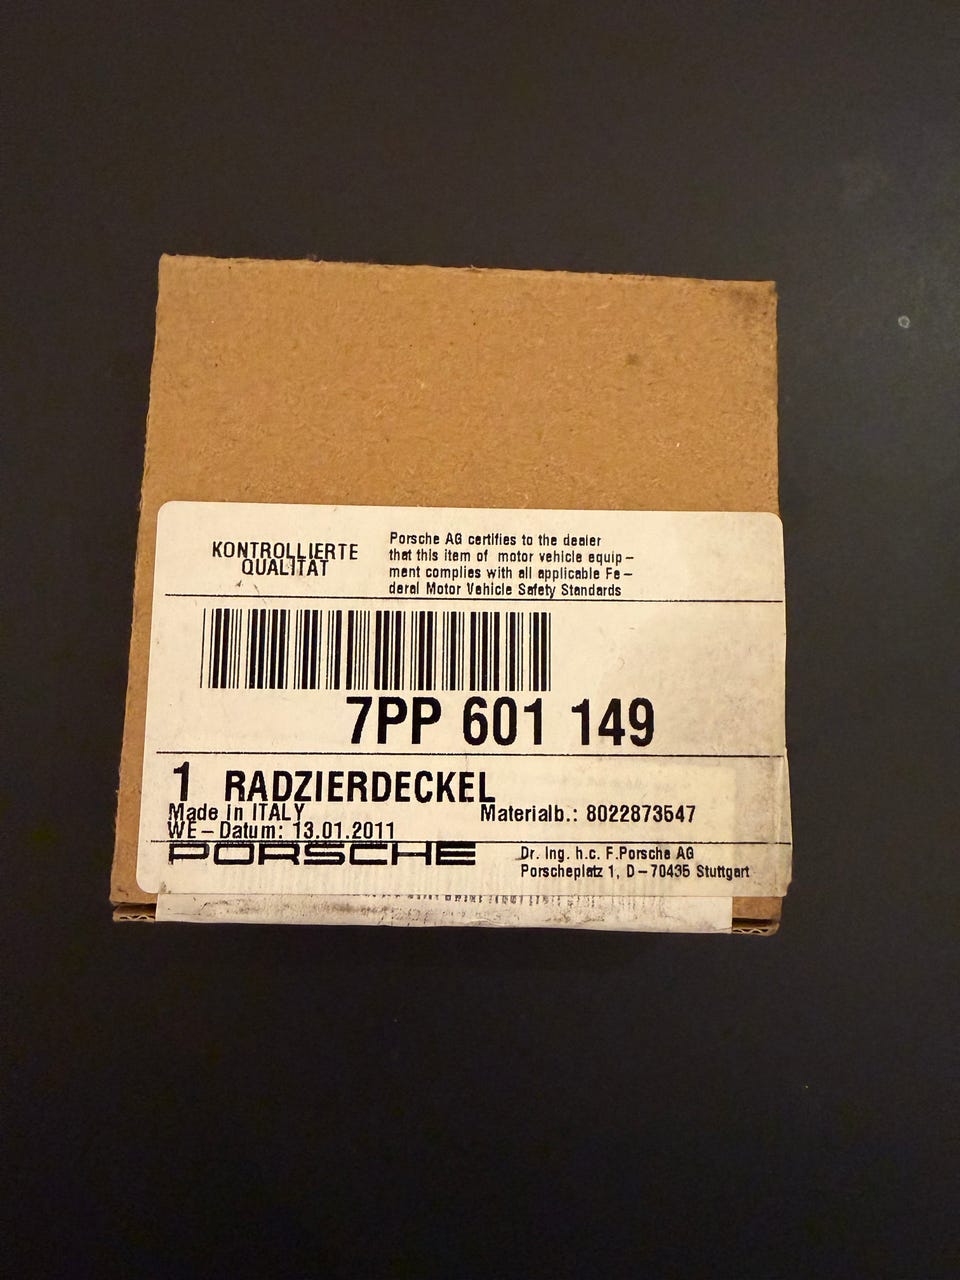 KONTROLLIERTE
QUALITÄT
Porsche AG certifies to the dealer
that this item of motor vehicle equip-
ment complies with all applicable Fe-
deral Motor Vehicle Safety Standards
7PP 601 149
1 RADZIERDECKEL
Made in ITALY
Materialb.: 8022873547
WE-Datum: 13.01.2011
PORSCHE
Dr. Ing. h.c. F.Porsche AG
Porscheplatz 1, D-70435 Stuttgart